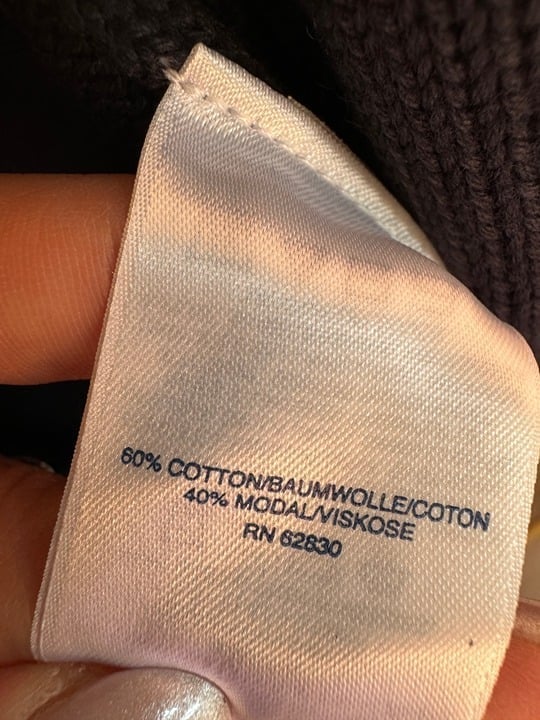 60% COTTON/BAUMWOLLE/COTON
40% MODAL/VISKOSE
RN 62830